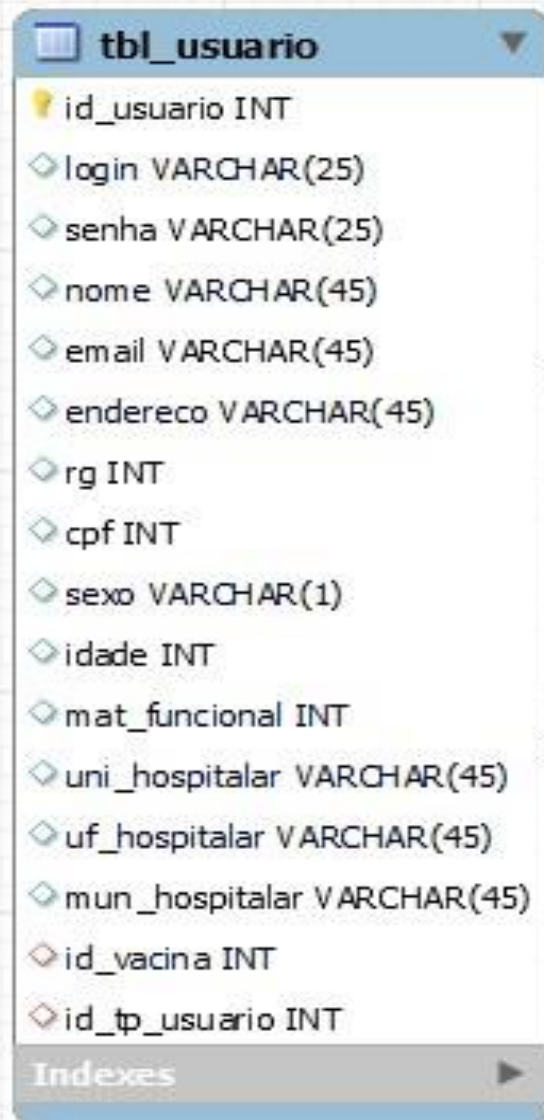 tbl_usuario
id_usuario INT
login VARCHAR(25)
senha VARCHAR(25)
nome VARCHAR(45)
email VARCHAR(45)
endereco VARCHAR(45)
rg INT
cpf INT
sexo VARCHAR(1)
idade INT
mat_funcional INT
uni_hospitalar VARCHAR(45)
uf_hospitalar VARCHAR(45)
mun_hospitalar VARCHAR(45)
id_vacina INT
id_tp_usuario INT
Indexes